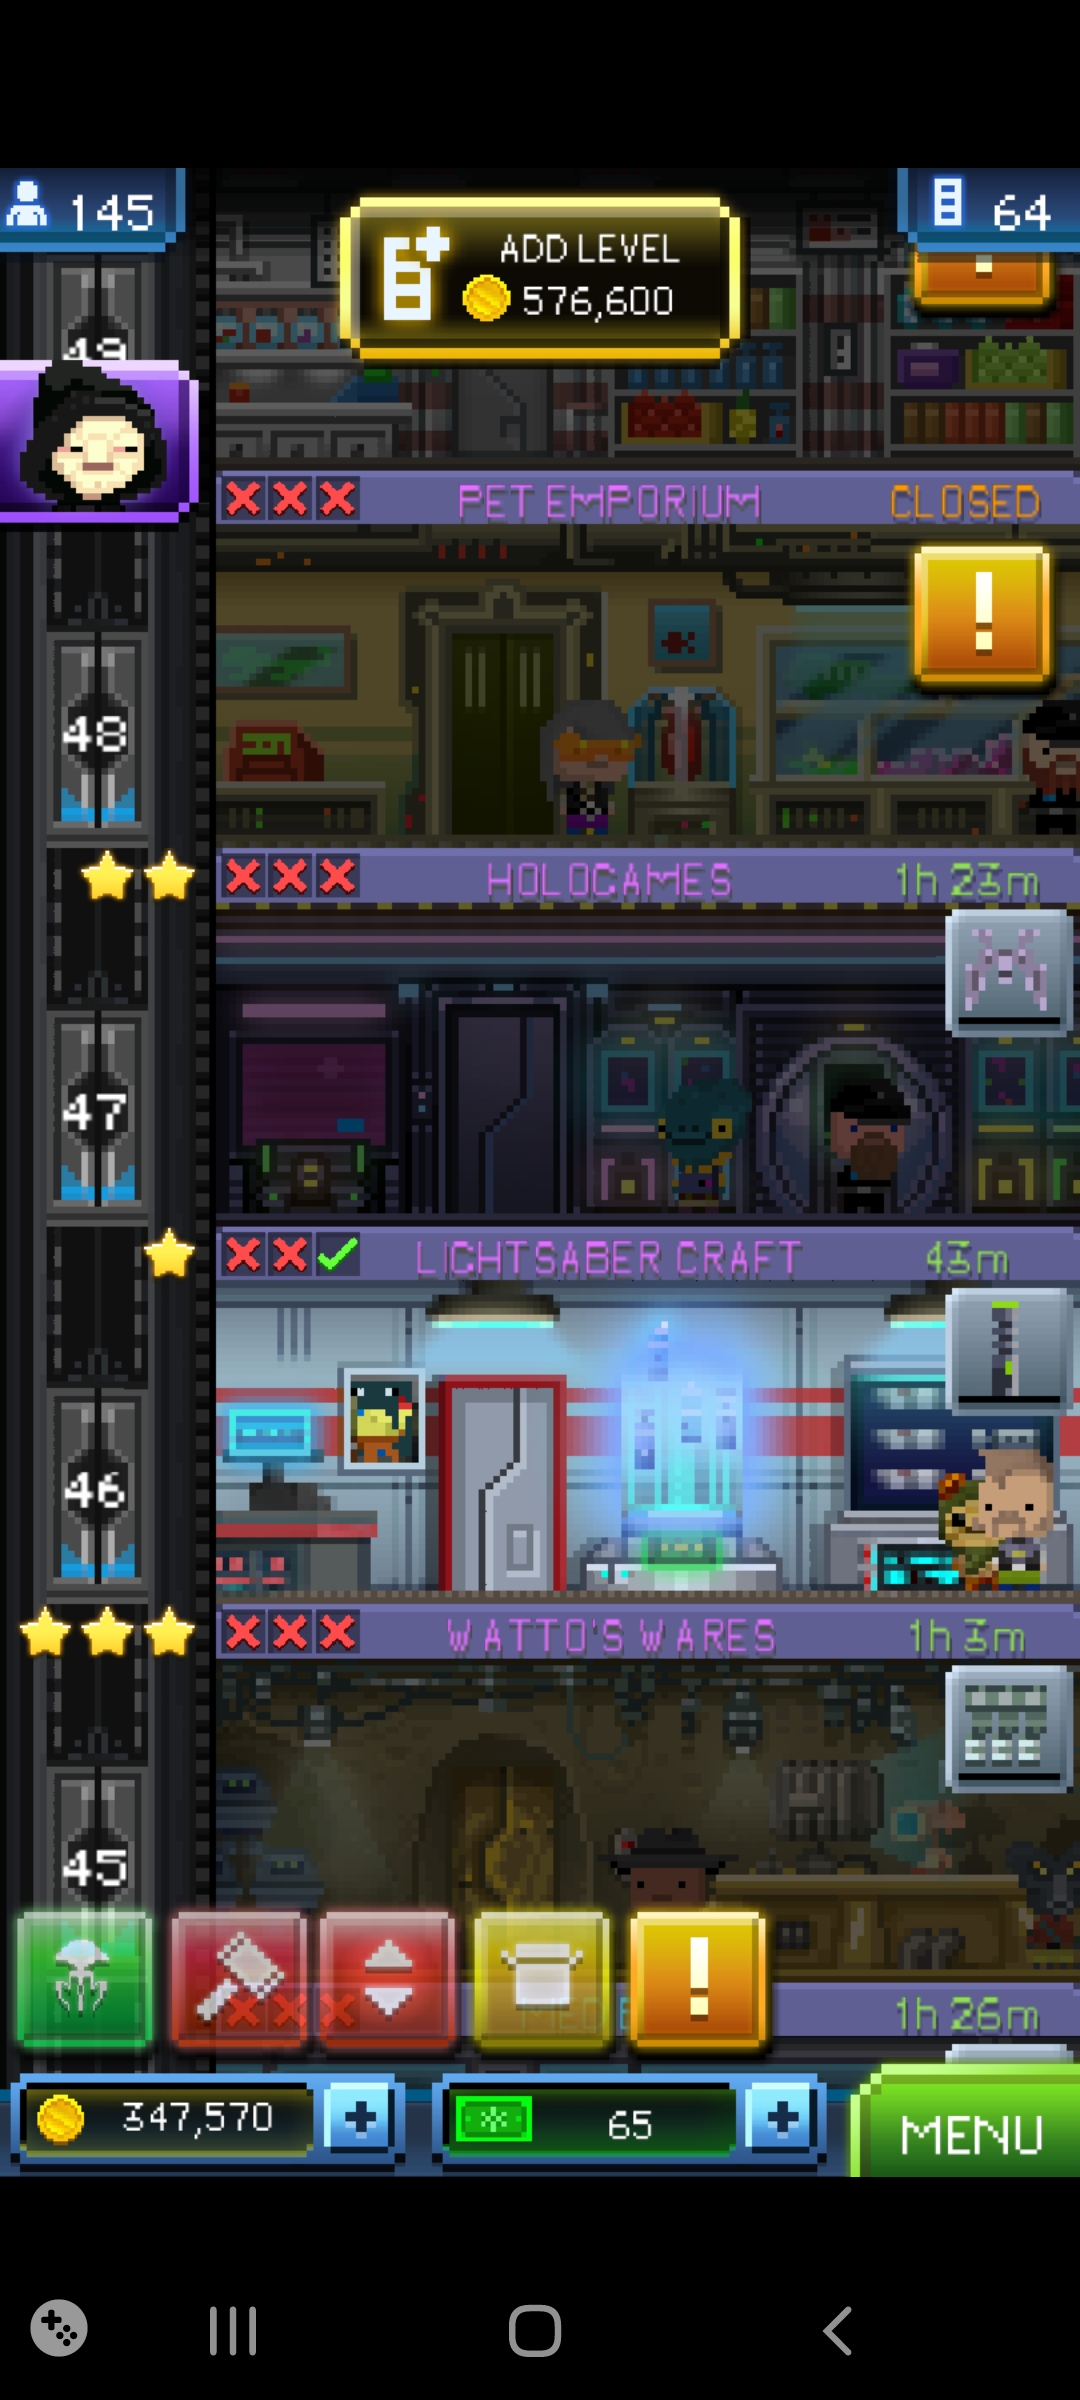 145
ADD LEVEL
576,600
64
49
PET EMPORIUM CLOSED
!
48
HOLOGAMES 1h 23m
47
LIGHTSABER CRAFT 43m
46
WATTO'S WARES 1h 3m
45
!
MED 1h 26m
347,570 +
65 +
MENU